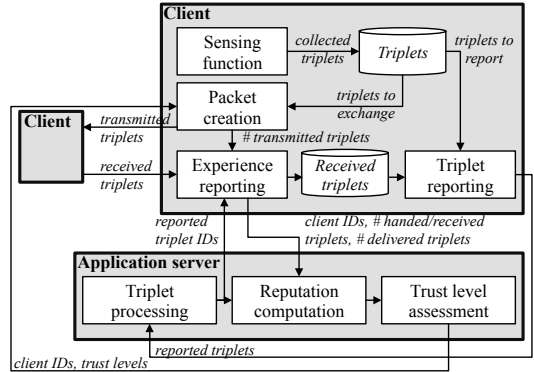 Client
Sensing
function
collected
triplets
Triplets
triplets to
report
Packet
creation
triplets to
exchange
Client
transmitted
triplets
# transmitted triplets
received
triplets
Experience
reporting
Received
triplets
Triplet
reporting
reported
triplet IDs
client IDs, # handed/received
triplets, # delivered triplets
Application server
Triplet
processing
Reputation
computation
Trust level
assessment
reported triplets
client IDs, trust levels